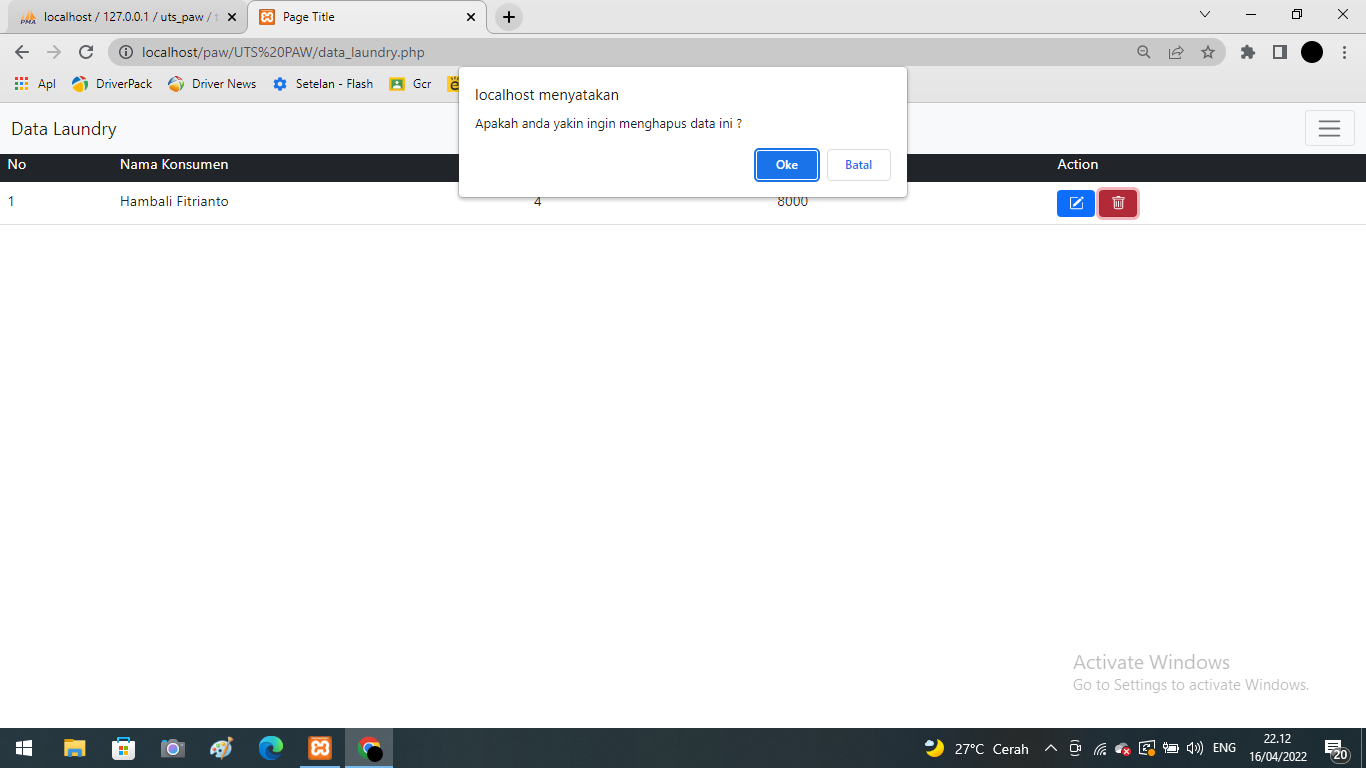 localhost / 127.0.0.1 / uts_paw / t
Page Title
localhost/paw/UTS%20PAW/data_laundry.php
Apl DriverPack Driver News Setelan - Flash Gcr
localhost menyatakan
Apakah anda yakin ingin menghapus data ini ?
Oke Batal
Data Laundry
No Nama Konsumen Action
1 Hambali Fitrianto 4 8000
Activate Windows
Go to Settings to activate Windows.
27°C Cerah ENG 22.12
16/04/2022 20